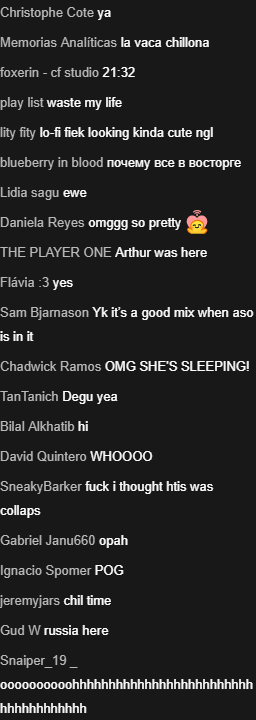 Christophe Cote ya
Memorias Analíticas la vaca chillona
foxerin - cf studio 21:32
play list waste my life
lity fity lo-fi fiek looking kinda cute ngl
blueberry in blood почему все в восторге
Lidia sagu ewe
Daniela Reyes omggg so pretty
THE PLAYER ONE Arthur was here
Flávia :3 yes
Sam Bjarnason Yk it's a good mix when aso
is in it
Chadwick Ramos OMG SHE'S SLEEPING!
TanTanich Degu yea
Bilal Alkhatib hi
David Quintero WHOOOO
SneakyBarker fuck i thought htis was
collaps
Gabriel Janu660 opah
Ignacio Spomer POG
jeremyjars chil time
Gud W russia here
Snaiper_19 _
oooooooooohhhhhhhhhhhhhhhhhhhhhhhhh
hhhhhhhhhhhh